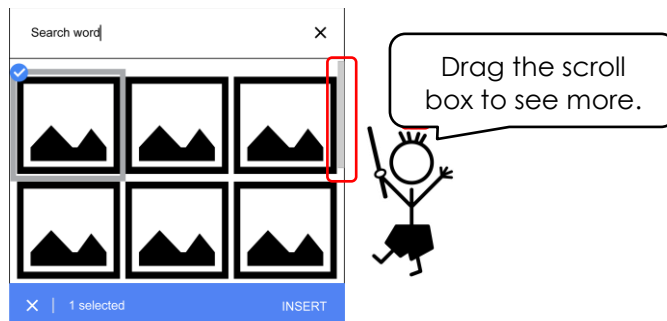 Search word
Drag the scroll
box to see more.
1 selected
INSERT